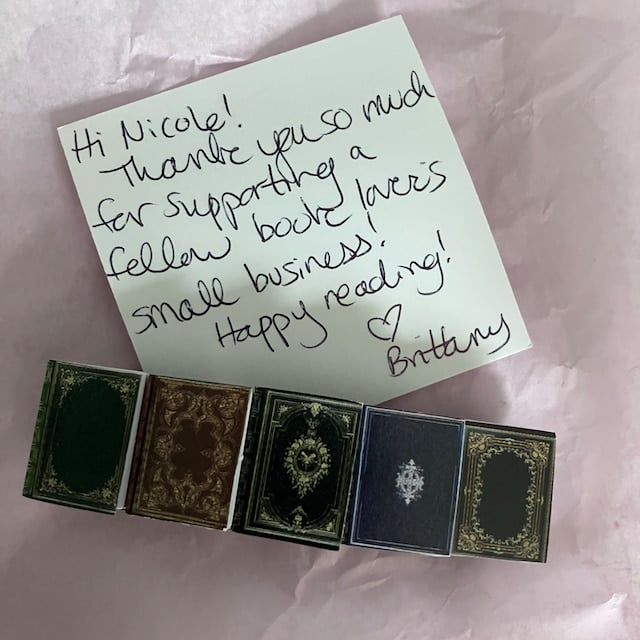 Hi Nicole!
Thank you so much
for supporting a
fellow book lover's
small business!
Happy reading!
♡
Brittany